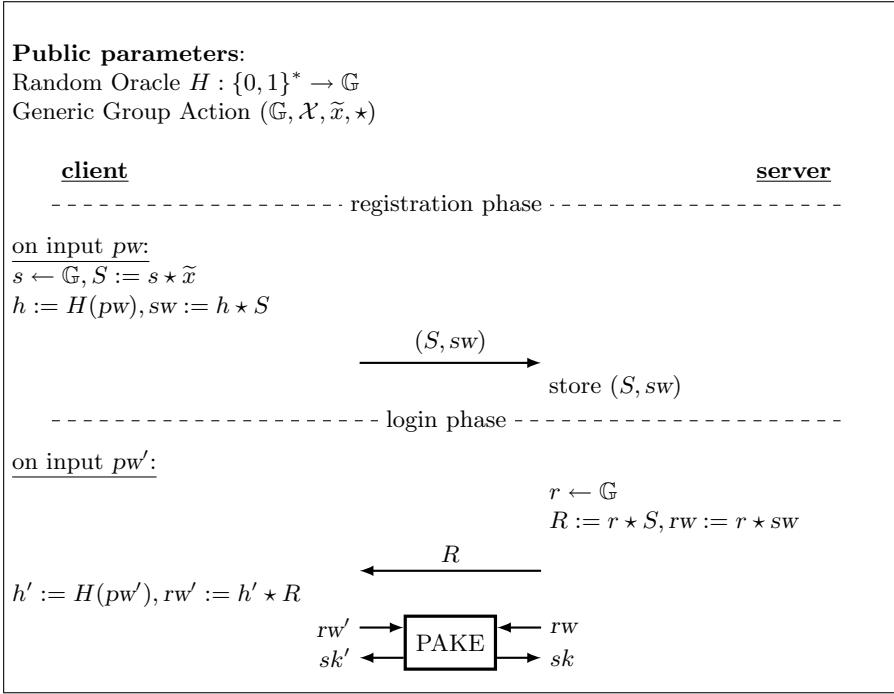 Public parameters:
Random Oracle H : {0, 1}* → 𝔾
Generic Group Action (𝔾, 𝒳, x̃, ⋆)
client server
registration phase
on input pw:
s ← 𝔾, S := s ⋆ x̃
h := H(pw), sw := h ⋆ S
(S, sw)
store (S, sw)
login phase
on input pw′:
r ← 𝔾
R := r ⋆ S, rw := r ⋆ sw
R
h′ := H(pw′), rw′ := h′ ⋆ R
rw′ PAKE rw
sk′ sk